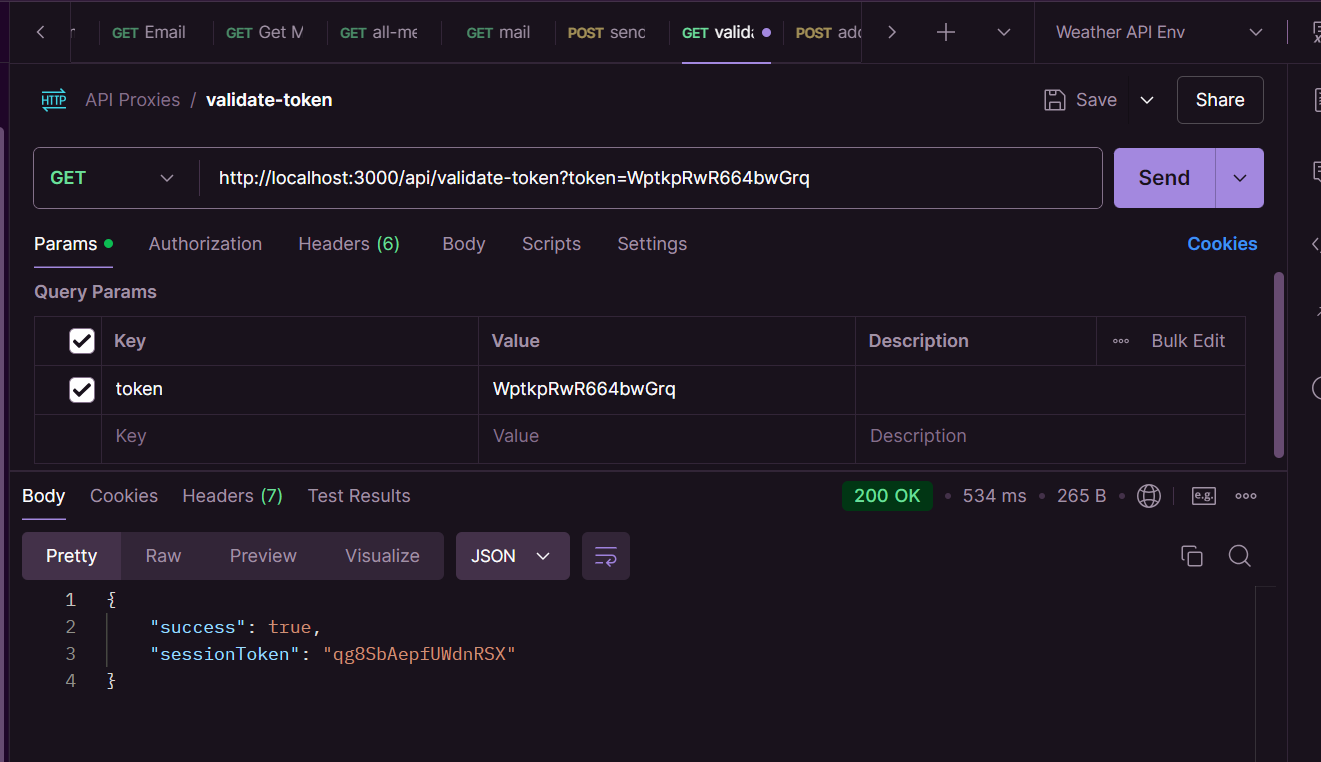 GET Email GET Get M GET all-me GET mail POST send GET valida POST add Weather API Env
HTTP API Proxies / validate-token Save Share
GET http://localhost:3000/api/validate-token?token=WptkpRwR664bwGrq Send
Params Authorization Headers (6) Body Scripts Settings Cookies
Query Params
Key Value Description Bulk Edit
token WptkpRwR664bwGrq
Key Value Description
Body Cookies Headers (7) Test Results 200 OK • 534 ms • 265 B • e.g.
Pretty Raw Preview Visualize JSON
1 {
2 "success": true,
3 "sessionToken": "qg8SbAepfUWdnRSX"
4 }